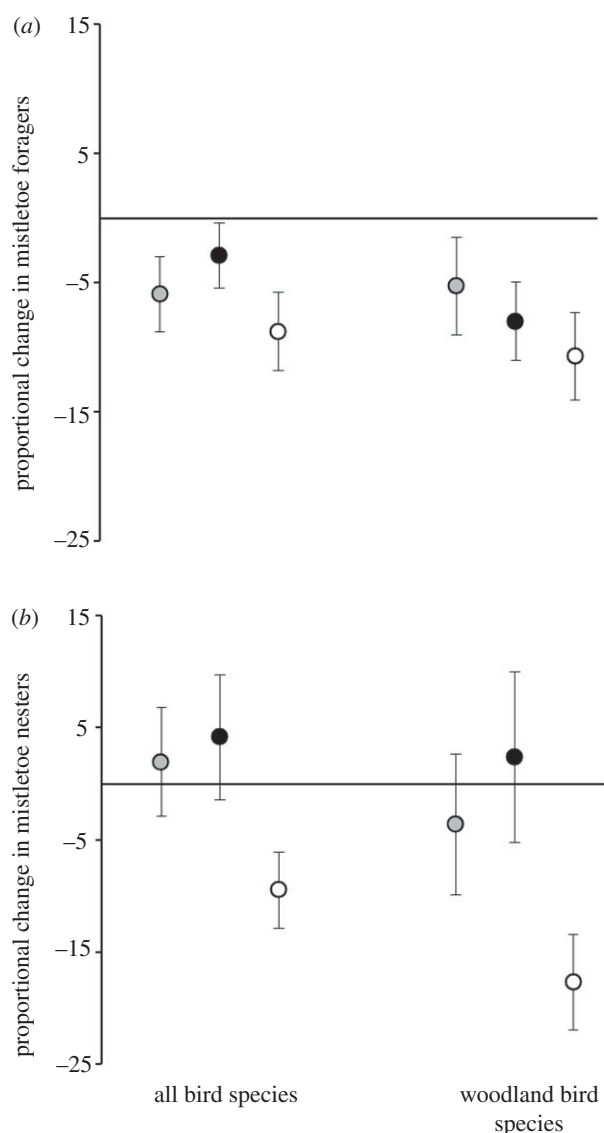 (a)
15
5
–5
–15
–25
proportional change in mistletoe foragers
(b)
15
5
–5
–15
–25
proportional change in mistletoe nesters
all bird species
woodland bird
species